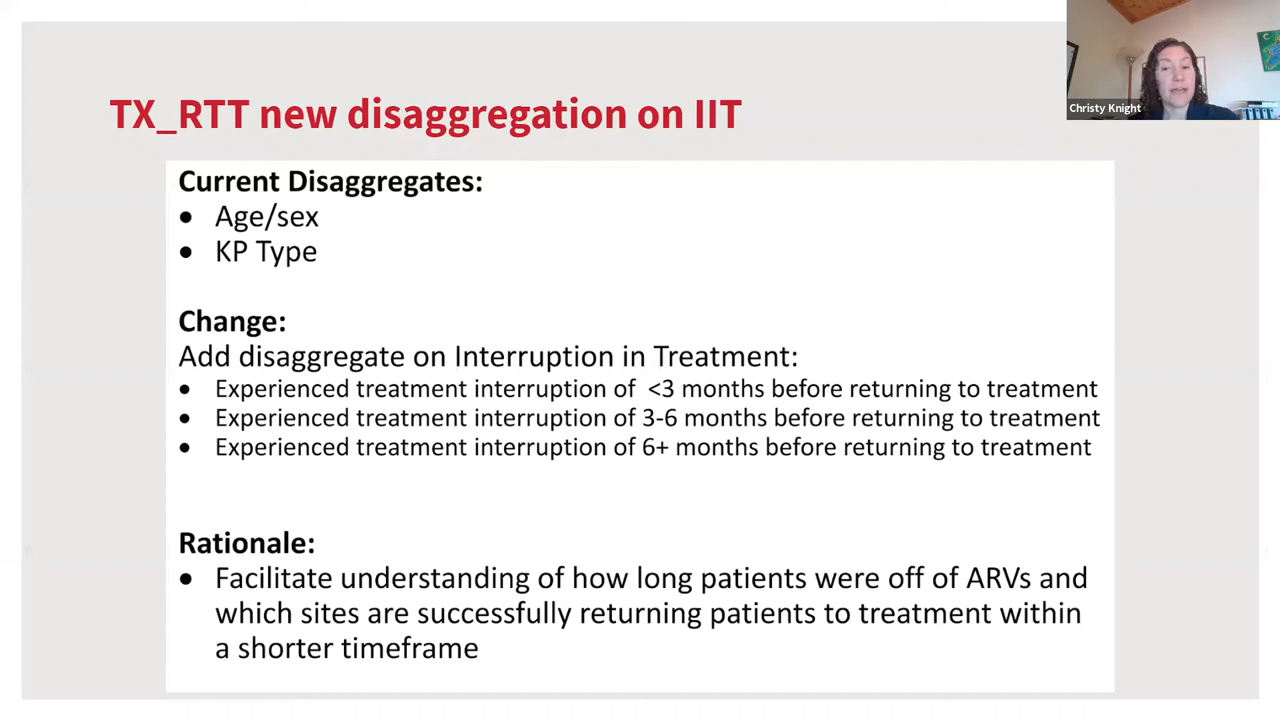 Christy Knight
TX_RTT new disaggregation on IIT
Current Disaggregates:
• Age/sex
• KP Type
Change:
Add disaggregate on Interruption in Treatment:
• Experienced treatment interruption of <3 months before returning to treatment
• Experienced treatment interruption of 3-6 months before returning to treatment
• Experienced treatment interruption of 6+ months before returning to treatment
Rationale:
• Facilitate understanding of how long patients were off of ARVs and
which sites are successfully returning patients to treatment within
a shorter timeframe